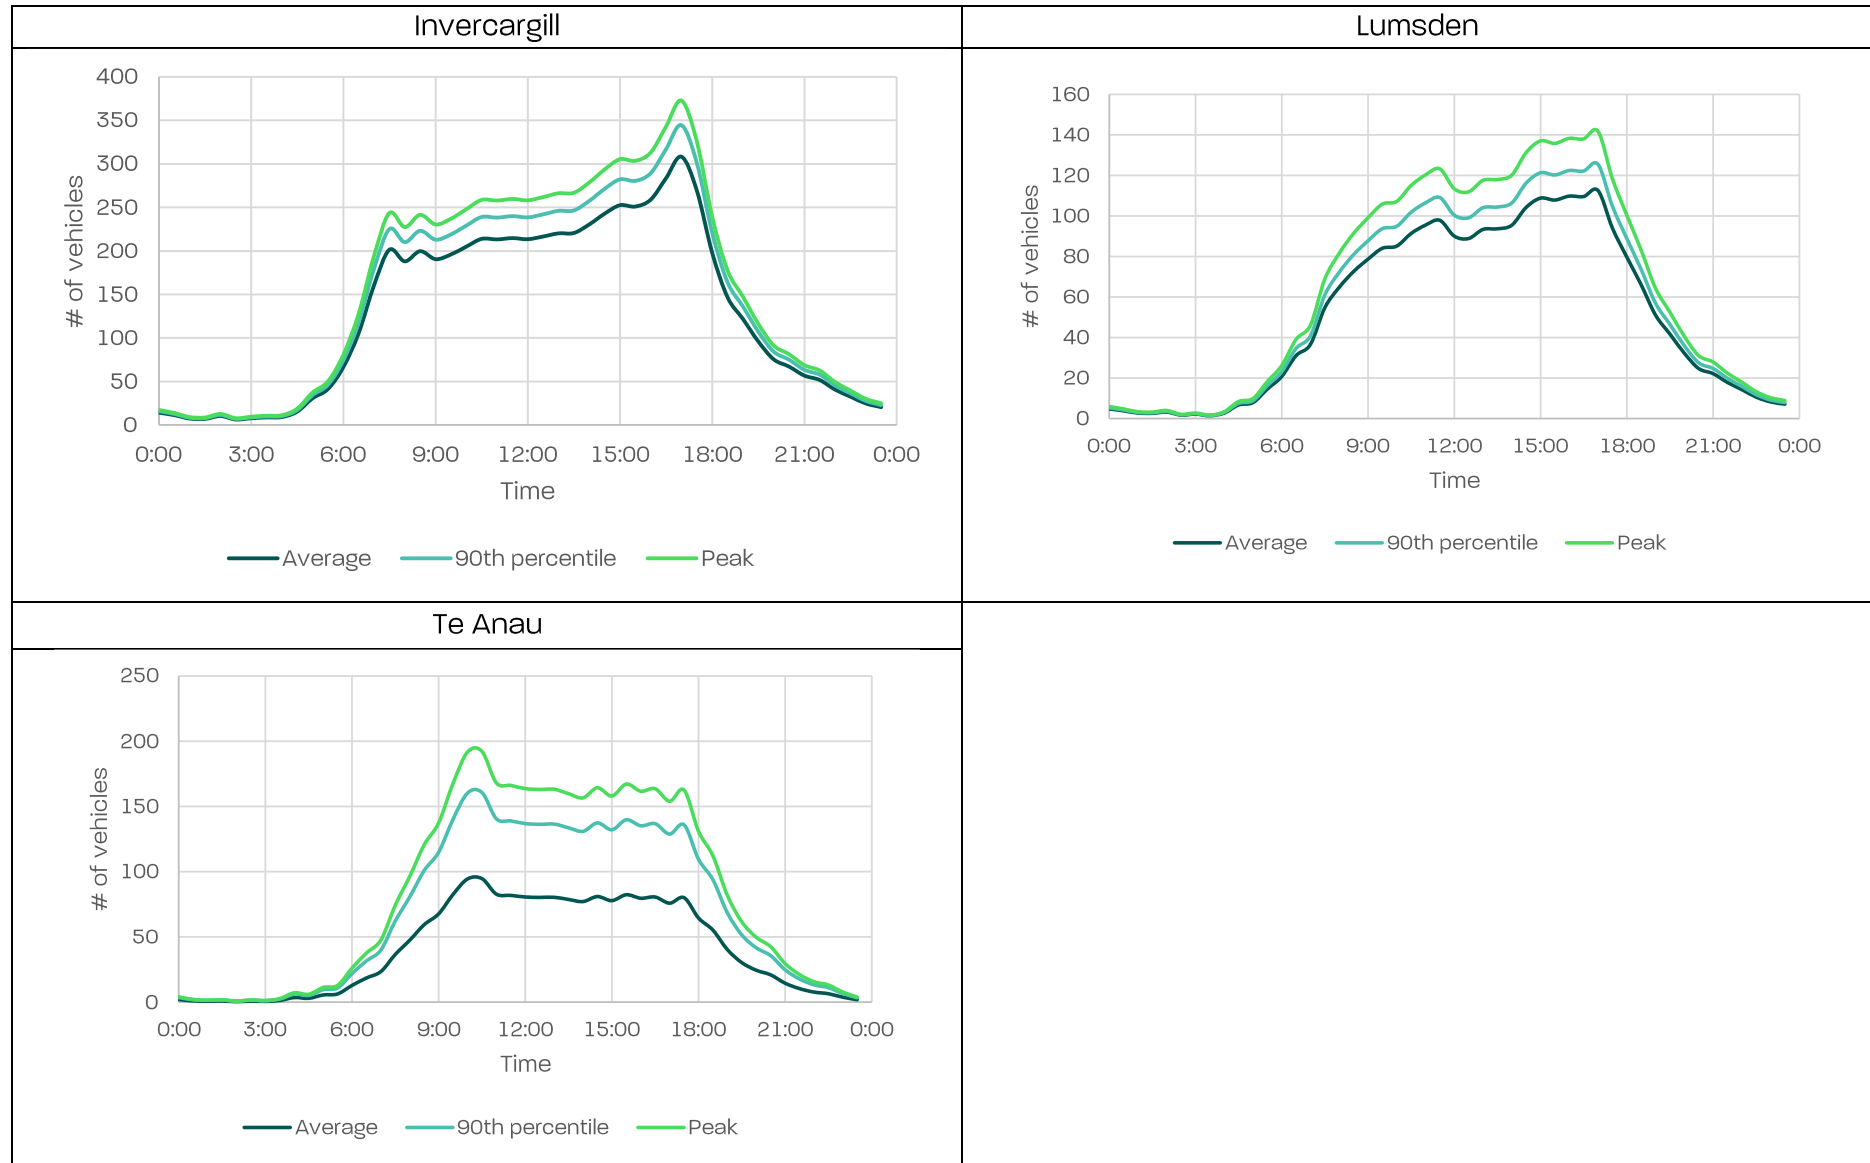 Invercargill
400
350
300
250
200
150
100
50
0
# of vehicles
0:00 3:00 6:00 9:00 12:00 15:00 18:00 21:00 0:00
Time
Average 90th percentile Peak
Lumsden
160
140
120
100
80
60
40
20
0
# of vehicles
0:00 3:00 6:00 9:00 12:00 15:00 18:00 21:00 0:00
Time
Average 90th percentile Peak
Te Anau
250
200
150
100
50
0
# of vehicles
0:00 3:00 6:00 9:00 12:00 15:00 18:00 21:00 0:00
Time
Average 90th percentile Peak